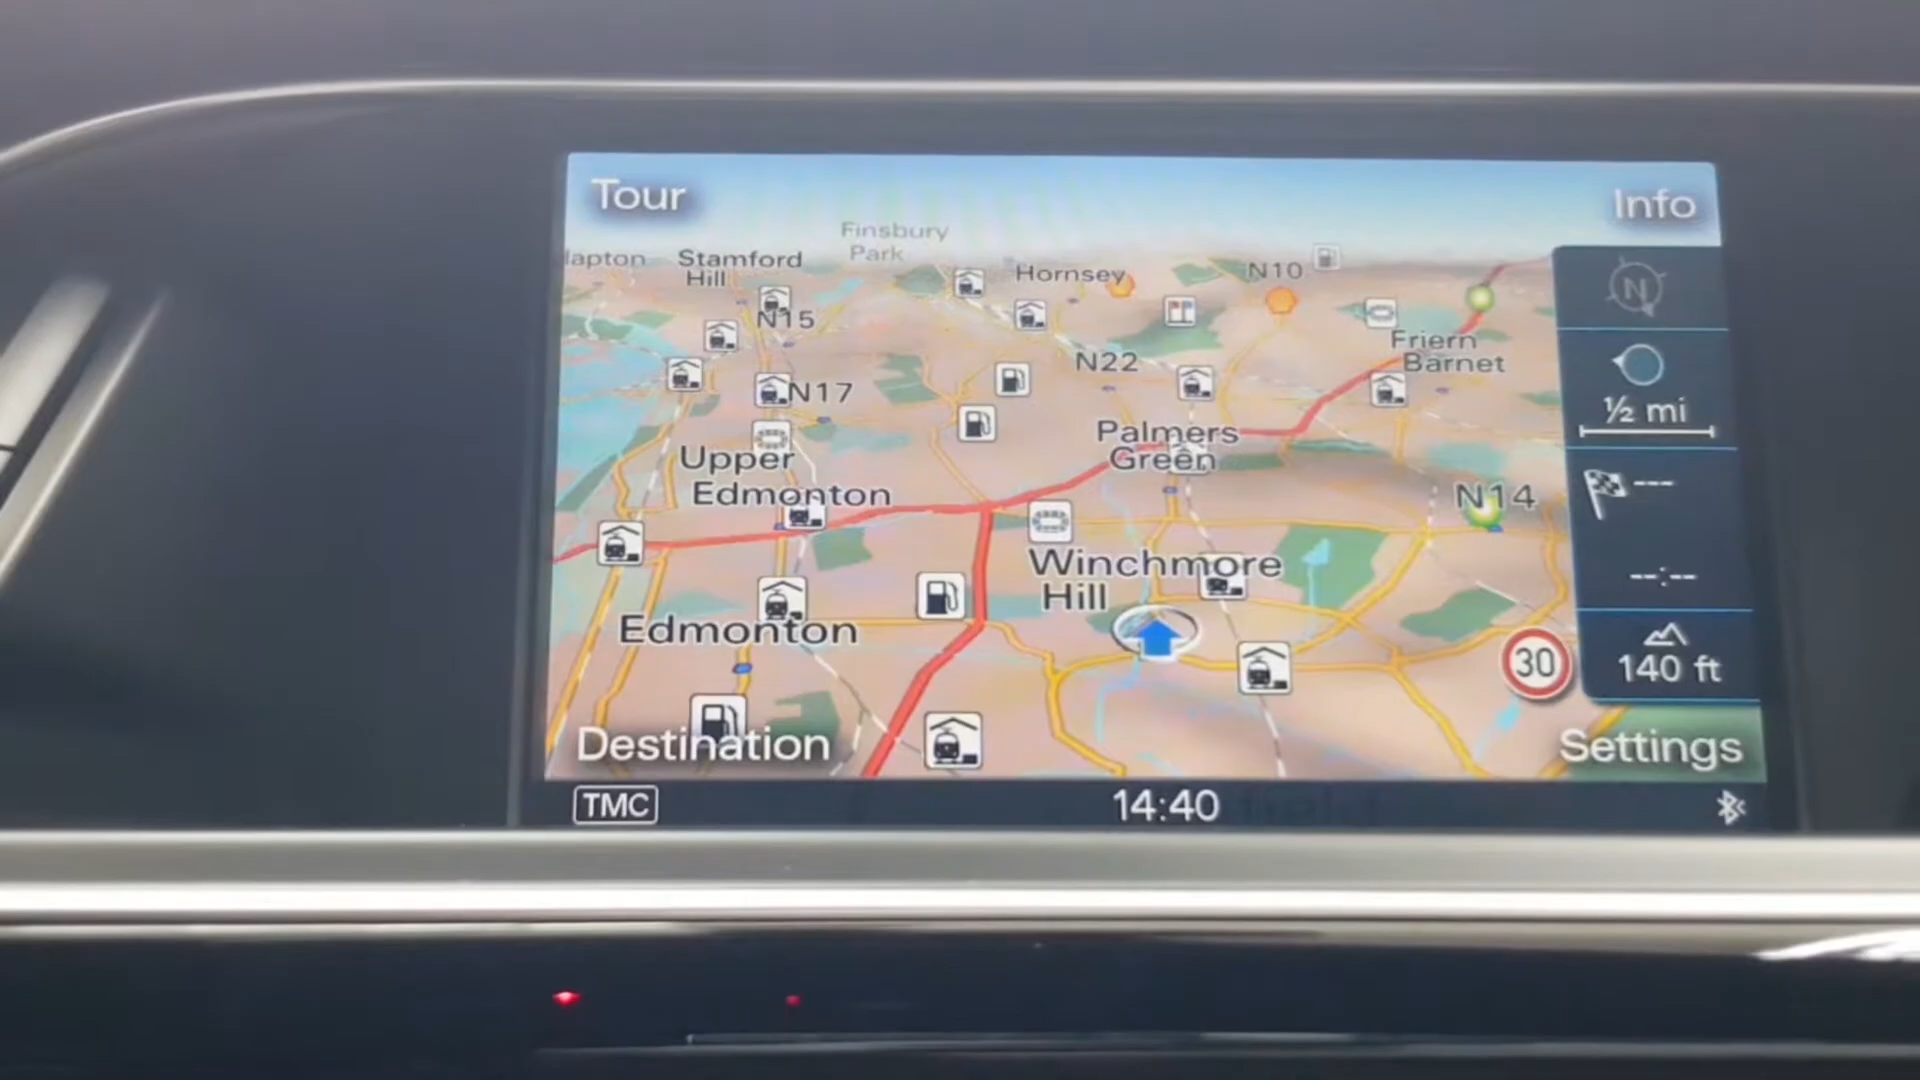 Tour
Info
Finsbury
Park
lapton
Stamford
Hill
Hornsey
N10
N
N15
Friern
Barnet
N22
N17
½ mi
Palmers
Green
Upper
Edmonton
N14
---
Winchmore
Hill
--:--
Edmonton
30
140 ft
Destination
Settings
TMC
14:40